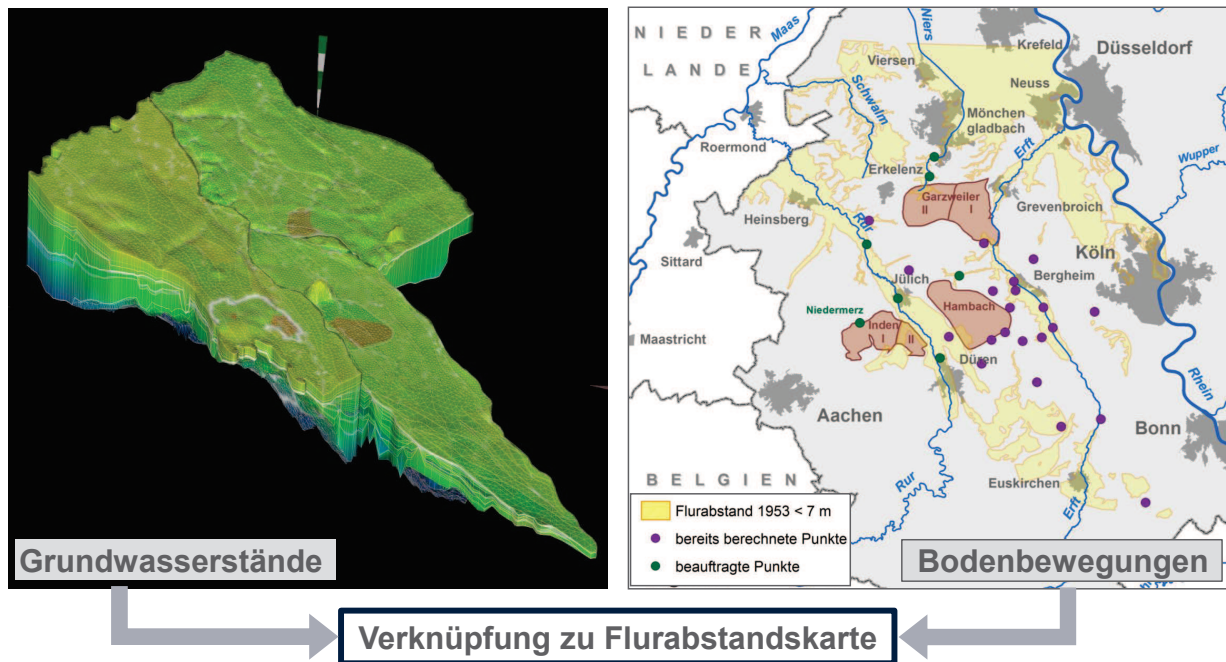 NIEDER
LANDE
Maas
Niers
Krefeld
Düsseldorf
Viersen
Neuss
Schwalm
Mönchen
gladbach
Roermond
Erft
Wupper
Erkelenz
Garzweiler
II I
Grevenbroich
Heinsberg
Rur
Köln
Sittard
Jülich
Bergheim
Niedermerz
Hambach
Inden
I II
Maastricht
Düren
Rhein
Aachen
Bonn
BELGIEN
Euskirchen
Rur
Erft
Flurabstand 1953 < 7 m
bereits berechnete Punkte
beauftragte Punkte
Grundwasserstände
Bodenbewegungen
Verknüpfung zu Flurabstandskarte